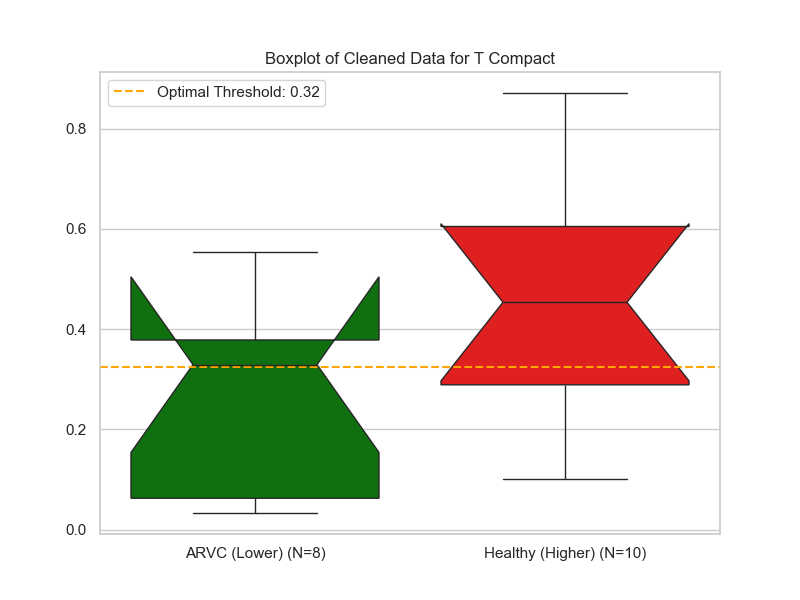 Boxplot of Cleaned Data for T Compact
Optimal Threshold: 0.32
0.8
0.6
0.4
0.2
0.0
ARVC (Lower) (N=8)
Healthy (Higher) (N=10)